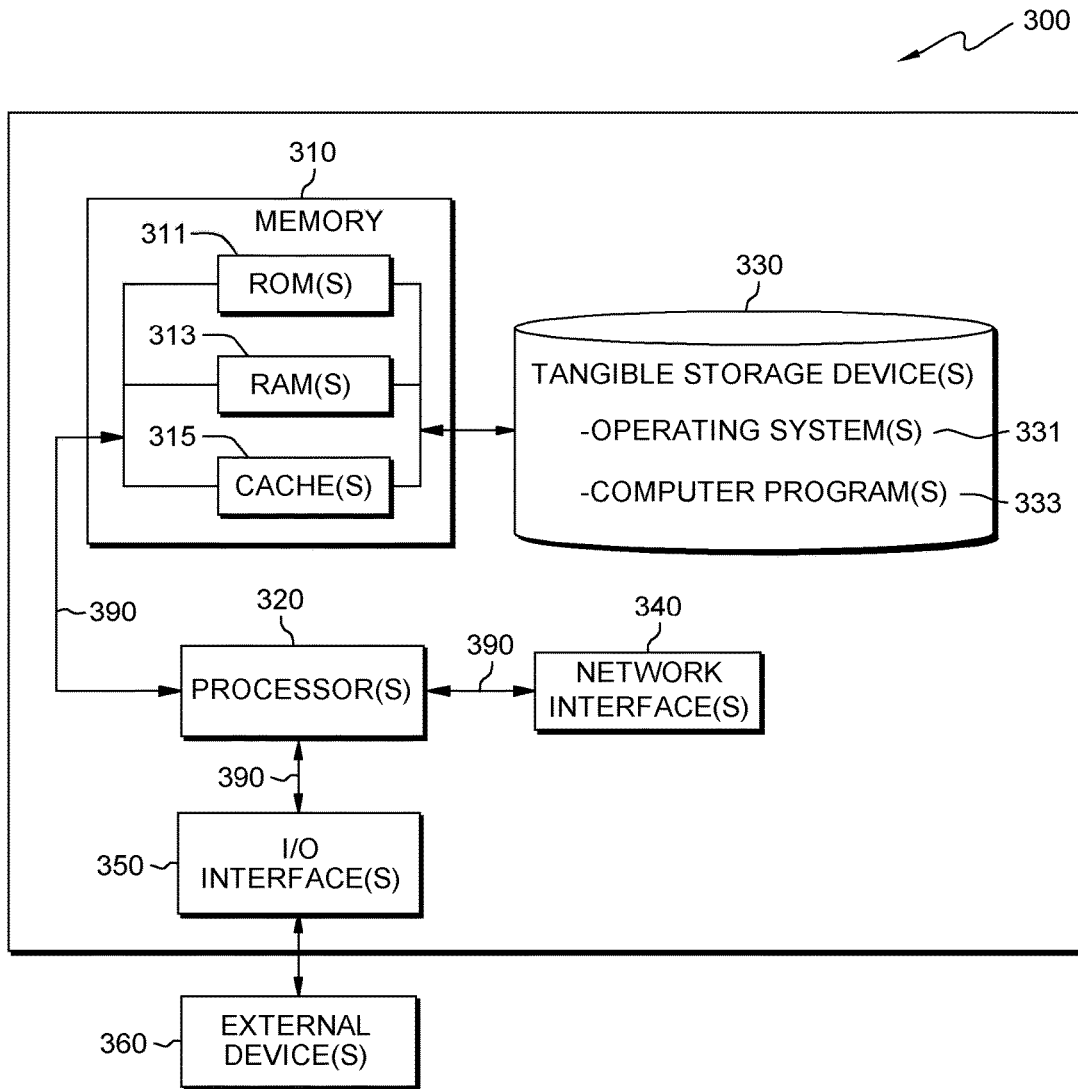 300
310
MEMORY
311
ROM(S)
313
RAM(S)
315
CACHE(S)
330
TANGIBLE STORAGE DEVICE(S)
-OPERATING SYSTEM(S)
331
-COMPUTER PROGRAM(S)
333
390
320
PROCESSOR(S)
390
340
NETWORK
INTERFACE(S)
390
350
I/O
INTERFACE(S)
360
EXTERNAL
DEVICE(S)